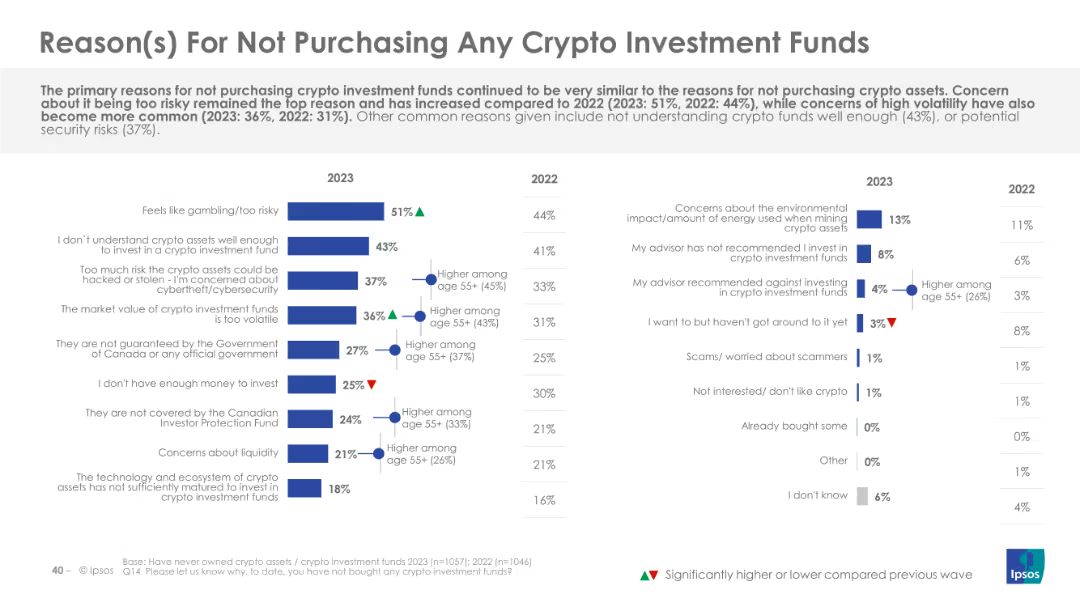 Reason(s) For Not Purchasing Any Crypto Investment Funds
The primary reasons for not purchasing crypto investment funds continued to be very similar to the reasons for not purchasing crypto assets. Concern
about it being too risky remained the top reason and has increased compared to 2022 (2023: 51%, 2022: 44%), while concerns of high volatility have also
become more common (2023: 36%, 2022: 31%). Other common reasons given include not understanding crypto funds well enough (43%), or potential
security risks (37%).
2023
2022
Feels like gambling/too risky
51%
44%
I don`t understand crypto assets well enough
to invest in a crypto investment fund
43%
41%
Too much risk the crypto assets could be
hacked or stolen - I'm concerned about
cybertheft/cybersecurity
37%
Higher among
age 55+ (45%)
33%
The market value of crypto investment funds
is too volatile
36%
Higher among
age 55+ (43%)
31%
They are not guaranteed by the Government
of Canada or any official government
27%
Higher among
age 55+ (37%)
25%
I don't have enough money to invest
25%
30%
They are not covered by the Canadian
Investor Protection Fund
24%
Higher among
age 55+ (33%)
21%
Concerns about liquidity
21%
Higher among
age 55+ (26%)
21%
The technology and ecosystem of crypto
assets has not sufficiently matured to invest in
crypto investment funds
18%
16%
2023
2022
Concerns about the environmental
impact/amount of energy used when mining
crypto assets
13%
11%
My advisor has not recommended I invest in
crypto investment funds
8%
6%
My advisor recommended against investing
in crypto investment funds
4%
Higher among
age 55+ (26%)
3%
I want to but haven't got around to it yet
3%
8%
Scams/ worried about scammers
1%
1%
Not interested/ don't like crypto
1%
1%
Already bought some
0%
0%
Other
0%
1%
I don't know
6%
4%
40 – © Ipsos
Base: Have never owned crypto assets / crypto investment funds 2023 (n=1057); 2022 (n=1046)
Q14. Please let us know why, to date, you have not bought any crypto investment funds?
Significantly higher or lower compared previous wave
Ipsos